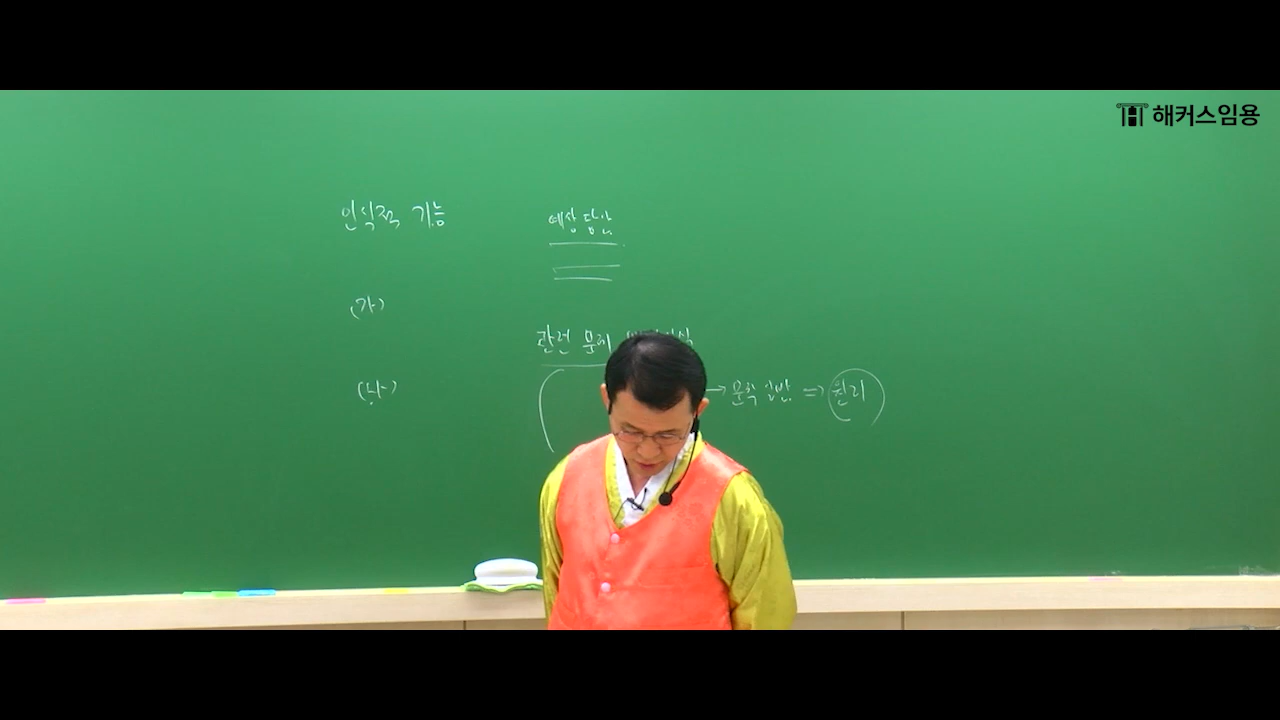 해커스임용
인식적 기능
예상 답안
(가)
관련 문제
(나)
→ 문학 일반 ⇒ 원리